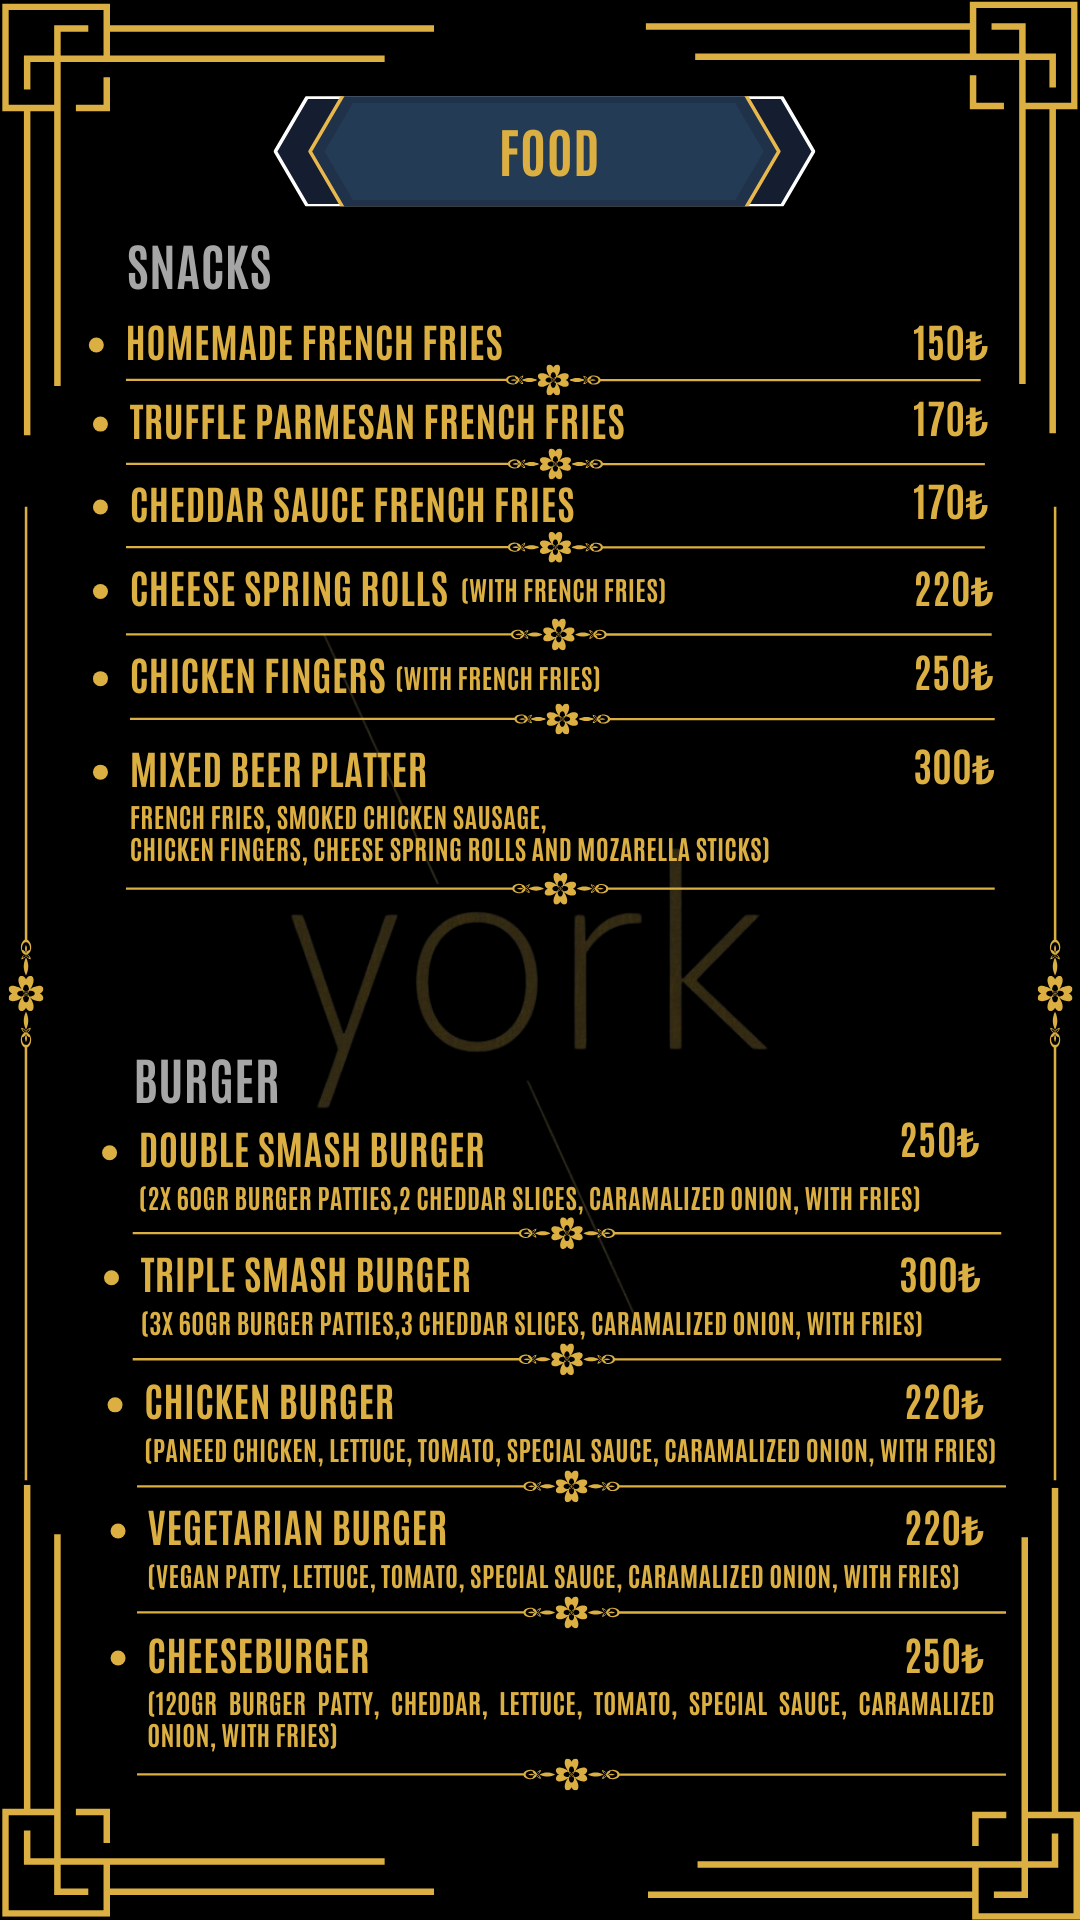 FOOD
SNACKS
HOMEMADE FRENCH FRIES 150₺
TRUFFLE PARMESAN FRENCH FRIES 170₺
CHEDDAR SAUCE FRENCH FRIES 170₺
CHEESE SPRING ROLLS (WITH FRENCH FRIES) 220₺
CHICKEN FINGERS (WITH FRENCH FRIES) 250₺
MIXED BEER PLATTER 300₺
FRENCH FRIES, SMOKED CHICKEN SAUSAGE,
CHICKEN FINGERS, CHEESE SPRING ROLLS AND MOZARELLA STICKS)
york
BURGER
DOUBLE SMASH BURGER 250₺
(2X 60GR BURGER PATTIES,2 CHEDDAR SLICES, CARAMALIZED ONION, WITH FRIES)
TRIPLE SMASH BURGER 300₺
(3X 60GR BURGER PATTIES,3 CHEDDAR SLICES, CARAMALIZED ONION, WITH FRIES)
CHICKEN BURGER 220₺
(PANEED CHICKEN, LETTUCE, TOMATO, SPECIAL SAUCE, CARAMALIZED ONION, WITH FRIES)
VEGETARIAN BURGER 220₺
(VEGAN PATTY, LETTUCE, TOMATO, SPECIAL SAUCE, CARAMALIZED ONION, WITH FRIES)
CHEESEBURGER 250₺
(120GR BURGER PATTY, CHEDDAR, LETTUCE, TOMATO, SPECIAL SAUCE, CARAMALIZED
ONION, WITH FRIES)